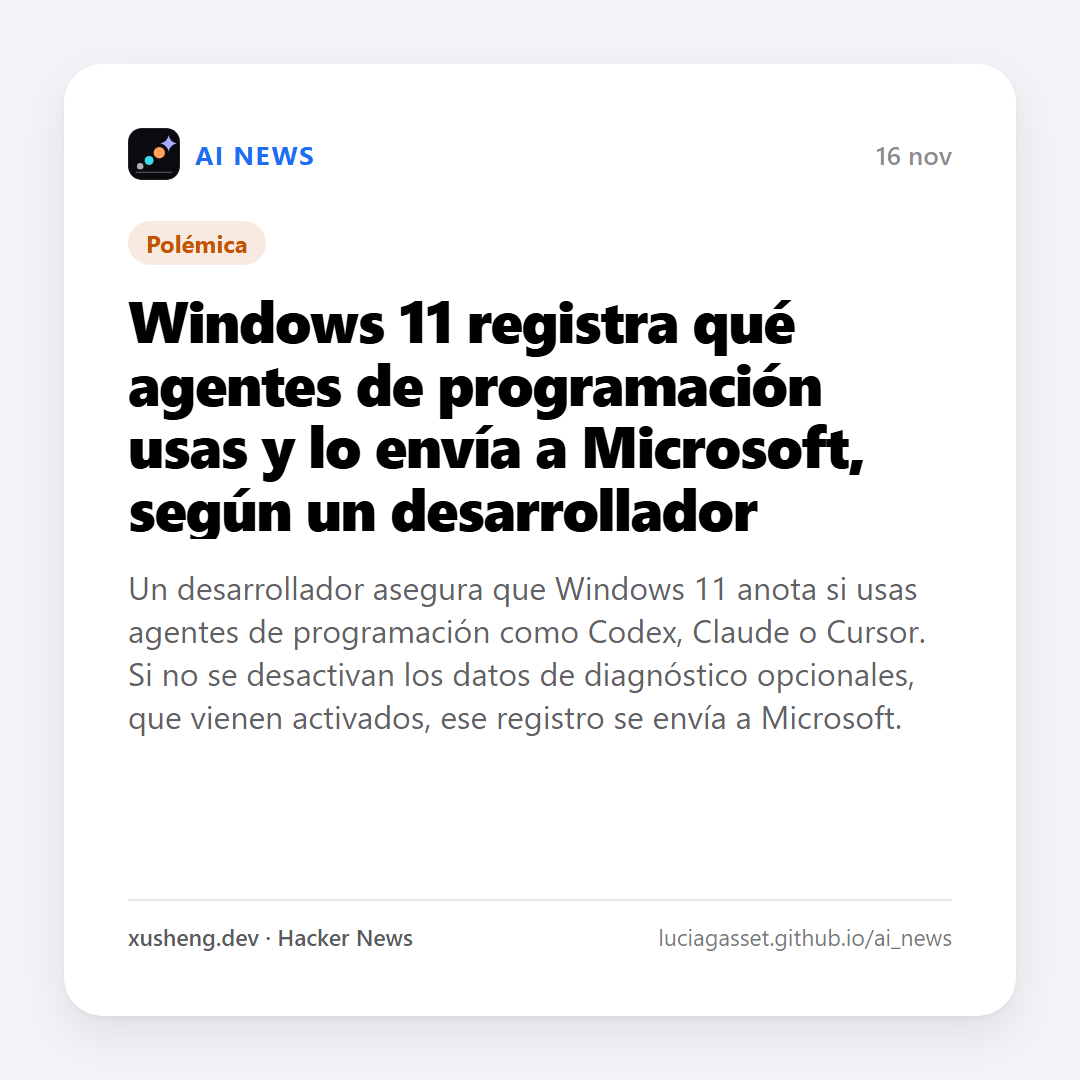 AI NEWS
16 nov
Polémica
Windows 11 registra qué
agentes de programación
usas y lo envía a Microsoft,
según un desarrollador
Un desarrollador asegura que Windows 11 anota si usas
agentes de programación como Codex, Claude o Cursor.
Si no se desactivan los datos de diagnóstico opcionales,
que vienen activados, ese registro se envía a Microsoft.
xusheng.dev · Hacker News
luciagasset.github.io/ai_news